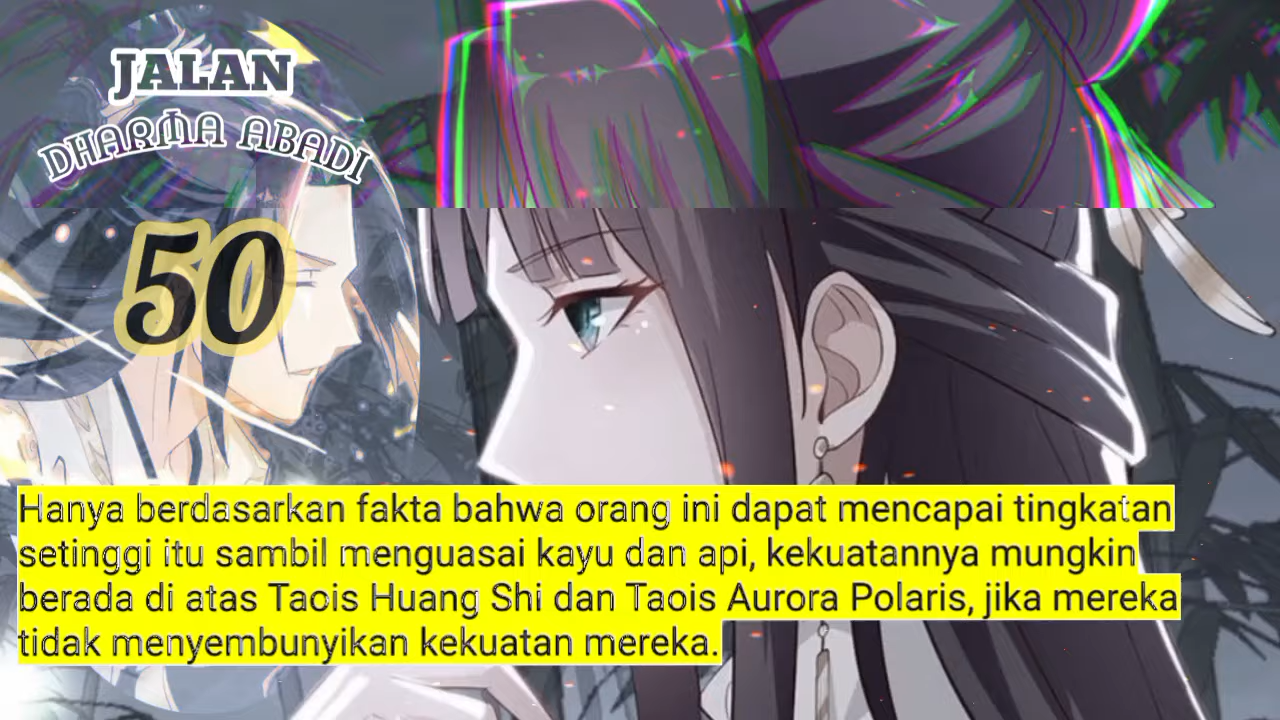 JALAN
DHARMA ABADI
50
Hanya berdasarkan fakta bahwa orang ini dapat mencapai tingkatan
setinggi itu sambil menguasai kayu dan api, kekuatannya mungkin
berada di atas Taois Huang Shi dan Taois Aurora Polaris, jika mereka
tidak menyembunyikan kekuatan mereka.